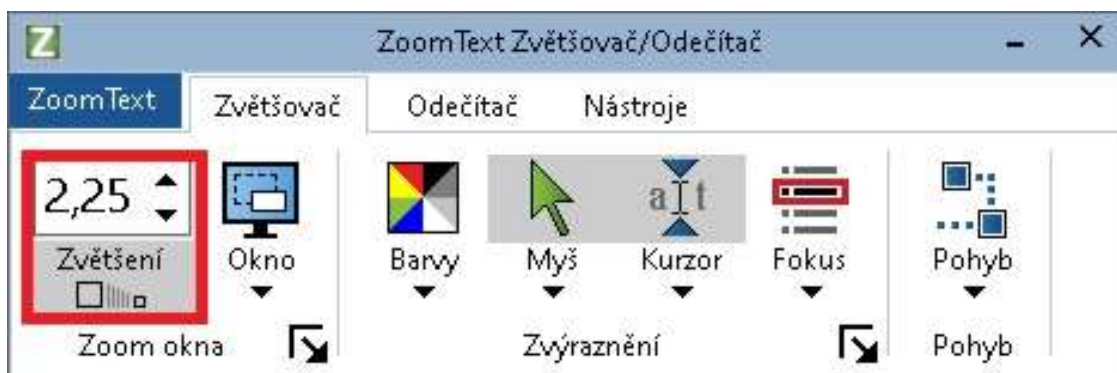 Z ZoomText Zvětšovač/Odečítač
ZoomText Zvětšovač Odečítač Nástroje
2,25
Zvětšení Okno Barvy Myš a t Kurzor Fokus Pohyb
Zoom okna Zvýraznění Pohyb